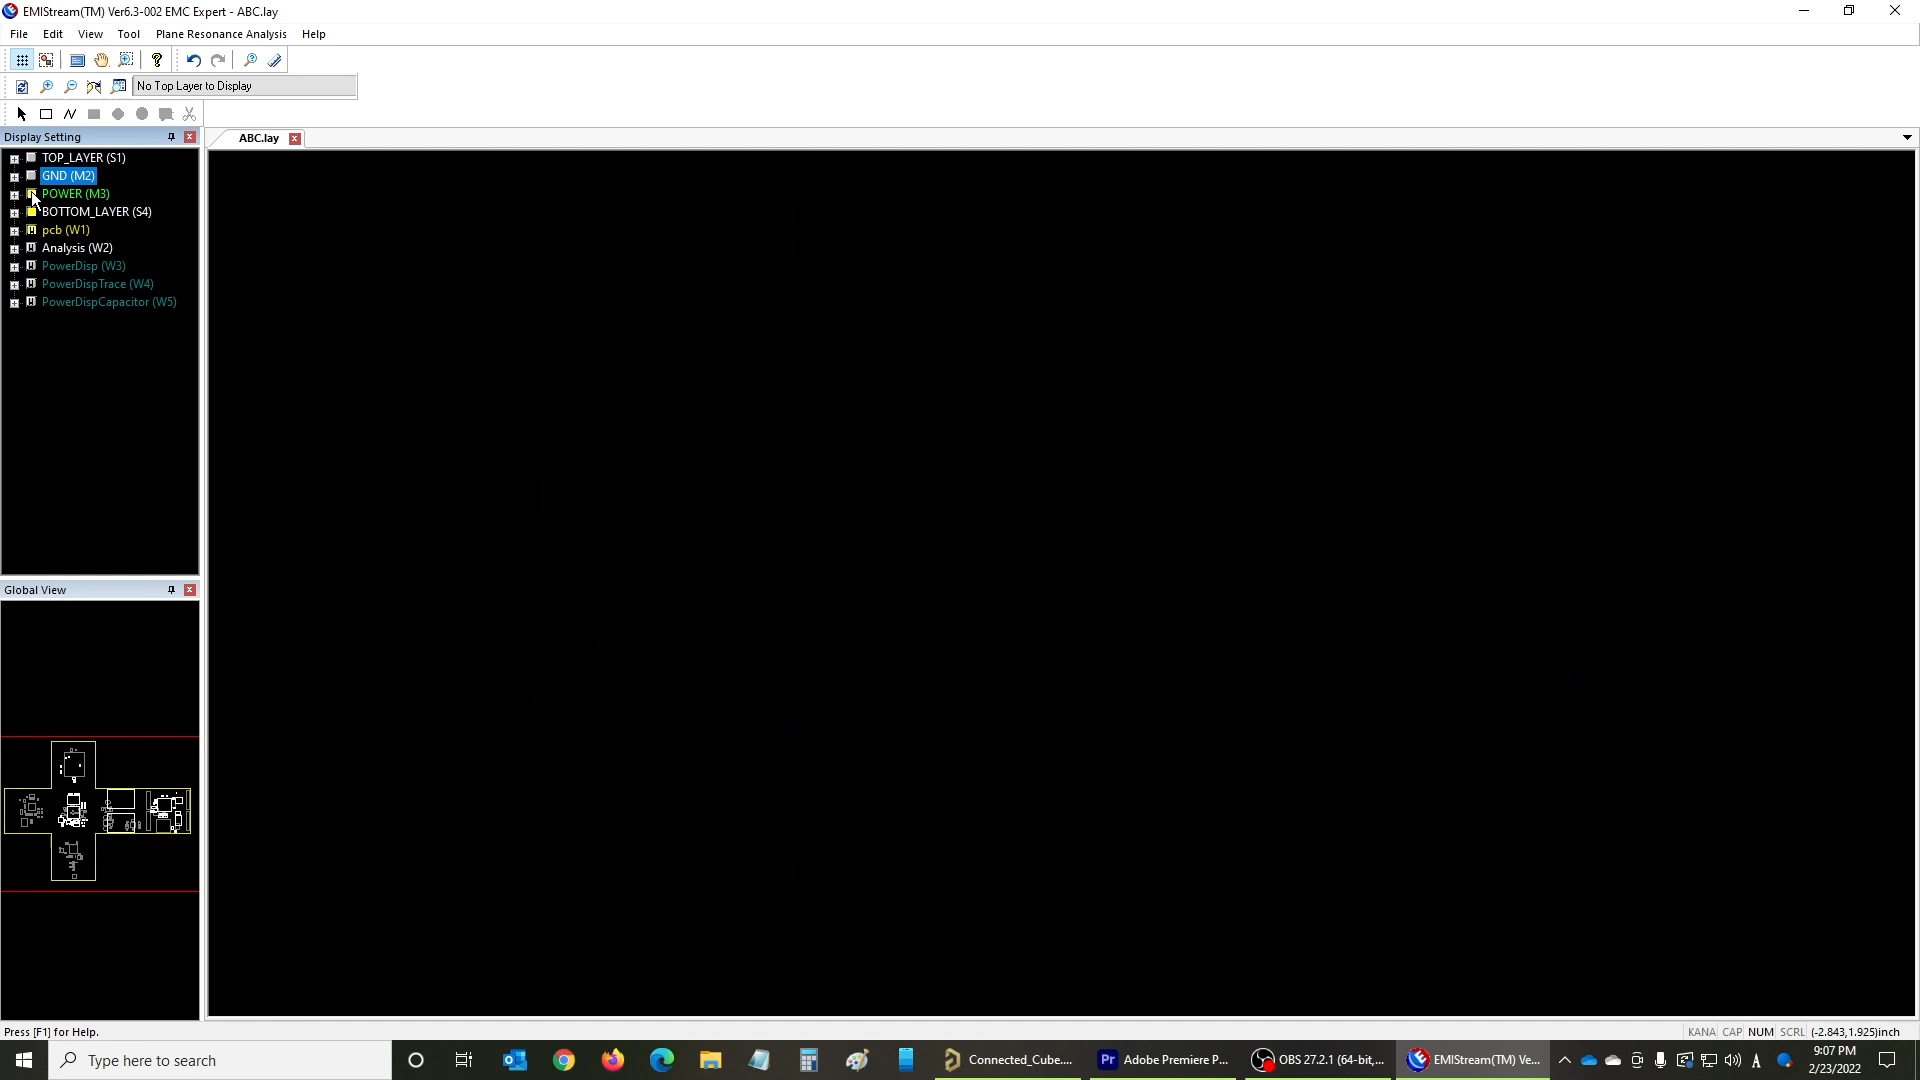 EMIStream(TM) Ver6.3-002 EMC Expert - ABC.lay
File Edit View Tool Plane Resonance Analysis Help
No Top Layer to Display
Display Setting
ABC.lay
TOP_LAYER (S1)
GND (M2)
POWER (M3)
BOTTOM_LAYER (S4)
pcb (W1)
Analysis (W2)
PowerDisp (W3)
PowerDispTrace (W4)
PowerDispCapacitor (W5)
Global View
Press [F1] for Help.
KANA CAP NUM SCRL (-2.843,1.925)inch
Type here to search
Connected_Cube....
Adobe Premiere P...
OBS 27.2.1 (64-bit,...
EMIStream(TM) Ve...
A
9:07 PM
2/23/2022